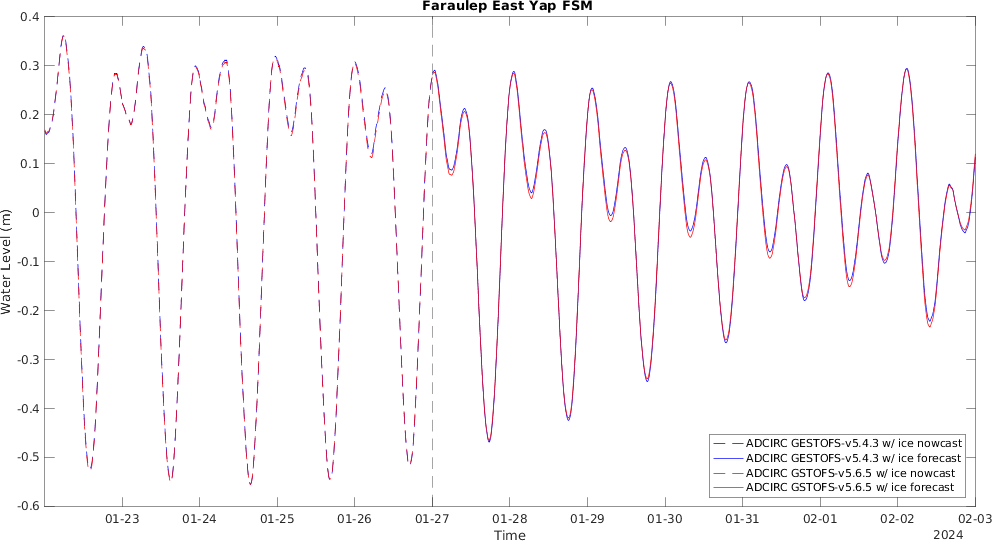 Faraulep East Yap FSM
0.4
0.3
0.2
0.1
0
-0.1
-0.2
-0.3
-0.4
-0.5
-0.6
Water Level (m)
ADCIRC GESTOFS-v5.4.3 w/ ice nowcast
ADCIRC GESTOFS-v5.4.3 w/ ice forecast
ADCIRC GSTOFS-v5.6.5 w/ ice nowcast
ADCIRC GSTOFS-v5.6.5 w/ ice forecast
01-23 01-24 01-25 01-26 01-27 01-28 01-29 01-30 01-31 02-01 02-02 02-03
Time
2024